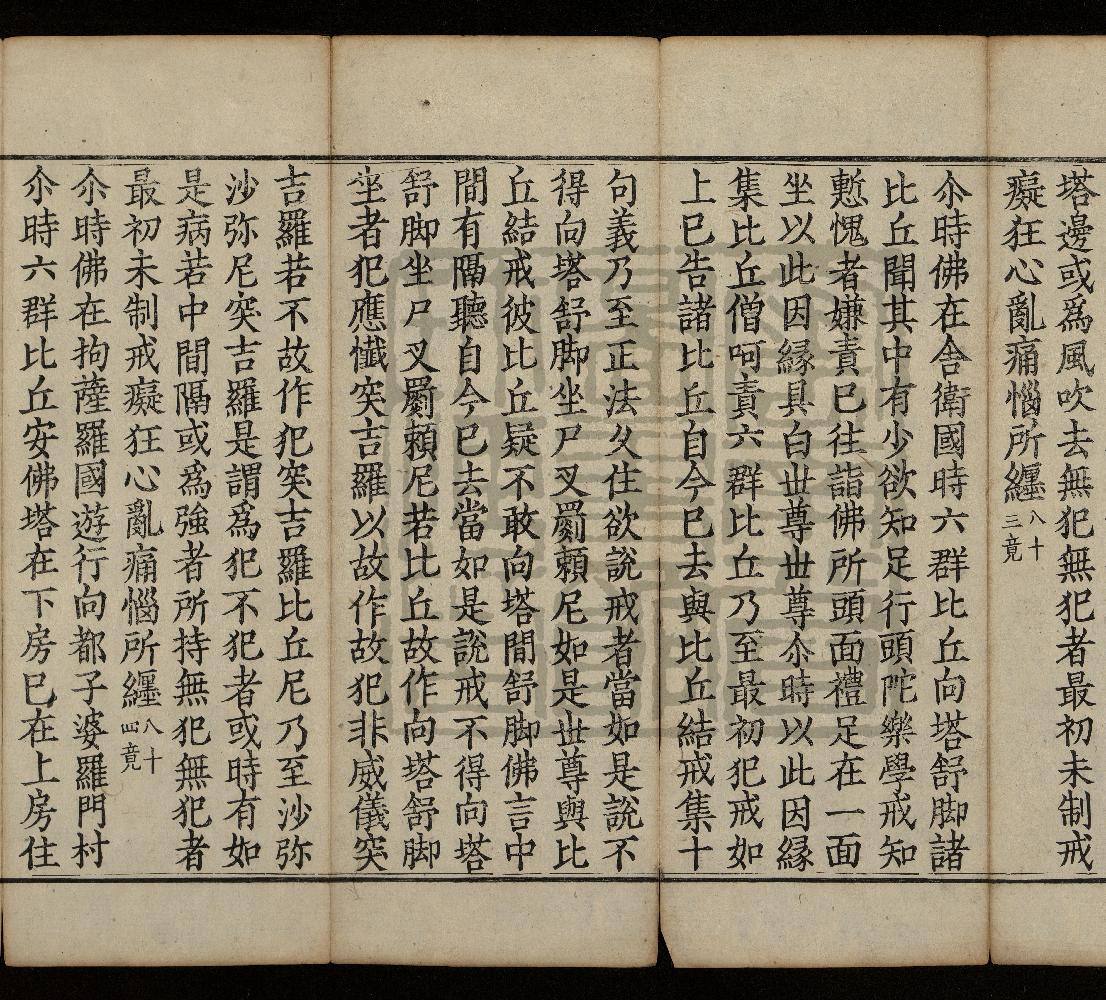 塔邊或爲風吹去無犯無犯者最初未制戒
癡狂心亂痛惱所纏八十三竟
尒時佛在舍衛國時六群比丘向塔舒脚諸
比丘聞其中有少欲知足行頭陀樂學戒知
慙愧者嫌責已往詣佛所頭面禮足在一面
坐以此因緣具白世尊世尊尒時以此因緣
集比丘僧呵責六群比丘乃至最初犯戒如
上已告諸比丘自今已去與比丘結戒集十
句義乃至正法久住欲說戒者當如是說不
得向塔舒脚坐尸叉罽賴尼如是世尊與比
丘結戒彼比丘疑不敢向塔間舒脚佛言中
間有隔聽自今已去當如是說戒不得向塔
舒脚坐尸叉罽賴尼若比丘故作向塔舒脚
坐者犯應懺突吉羅以故作故犯非威儀突
吉羅若不故作犯突吉羅比丘尼乃至沙弥
沙弥尼突吉羅是謂爲犯不犯者或時有如
是病若中間隔或爲強者所持無犯無犯者
最初未制戒癡狂心亂痛惱所纏八十四竟
尒時佛在拘薩羅國遊行向都子婆羅門村
尒時六群比丘安佛塔在下房已在上房住